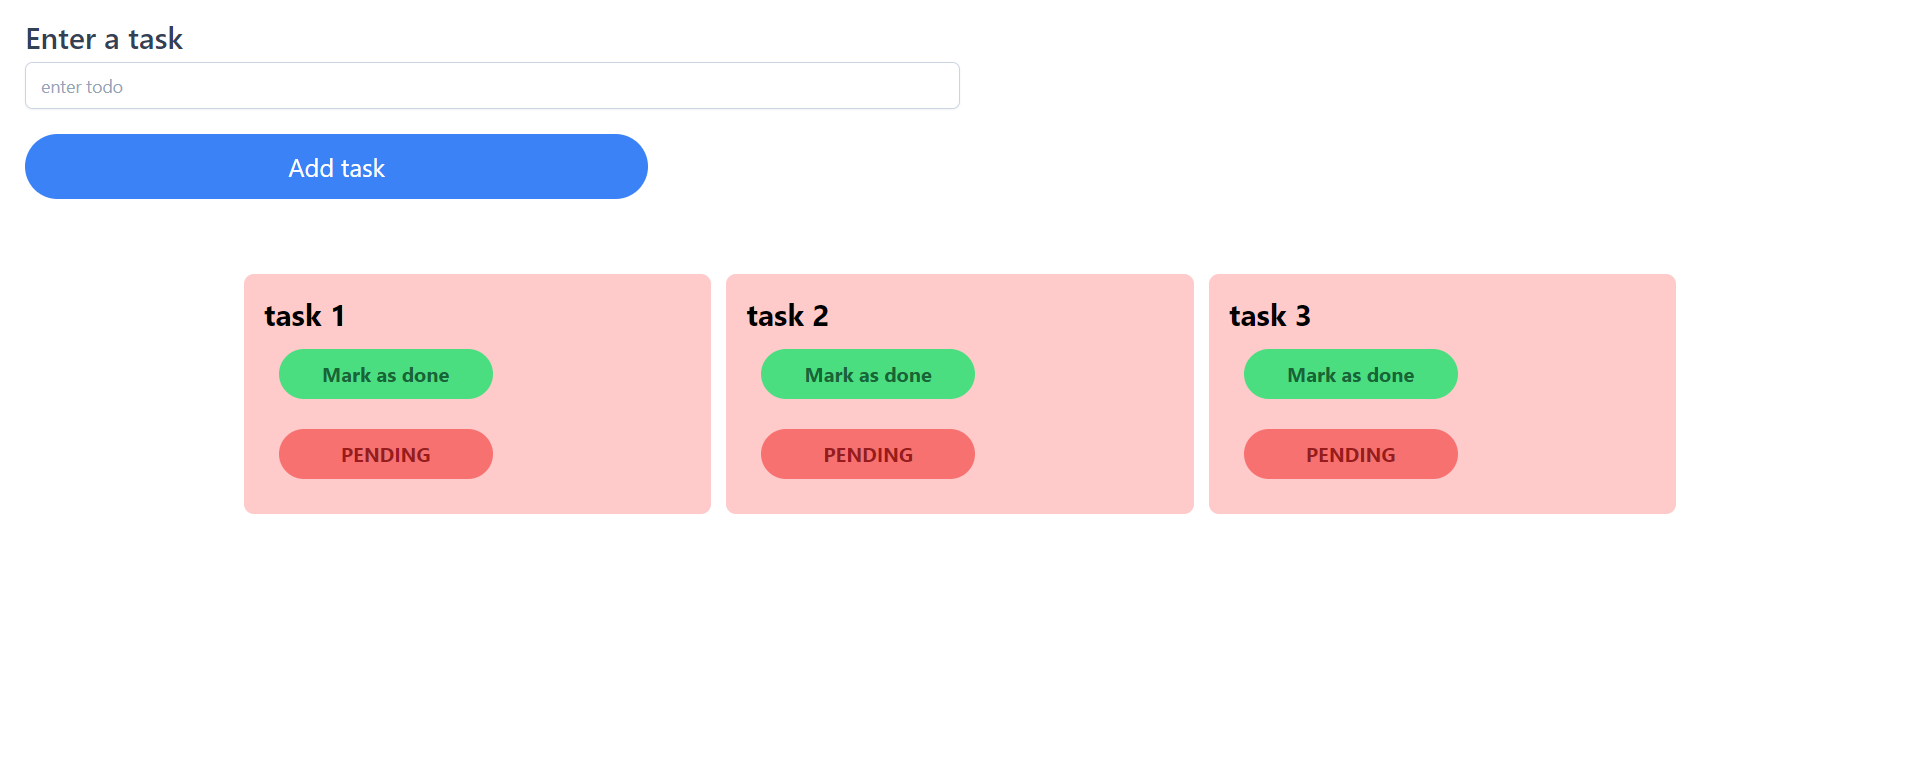 Enter a task
enter todo
Add task
task 1
Mark as done
PENDING
task 2
Mark as done
PENDING
task 3
Mark as done
PENDING